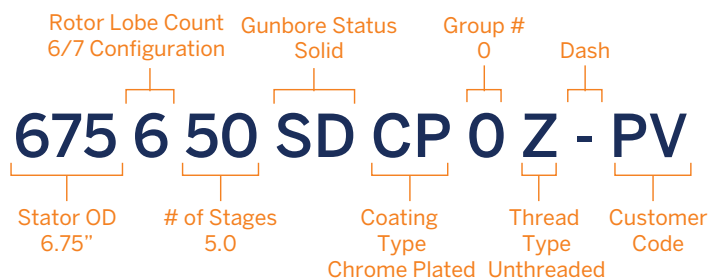 Rotor Lobe Count
6/7 Configuration
Gunbore Status
Solid
Group #
0
Dash
675 6 50 SD CP 0 Z - PV
Stator OD
6.75”
# of Stages
5.0
Coating
Type
Chrome Plated
Thread
Type
Unthreaded
Customer
Code